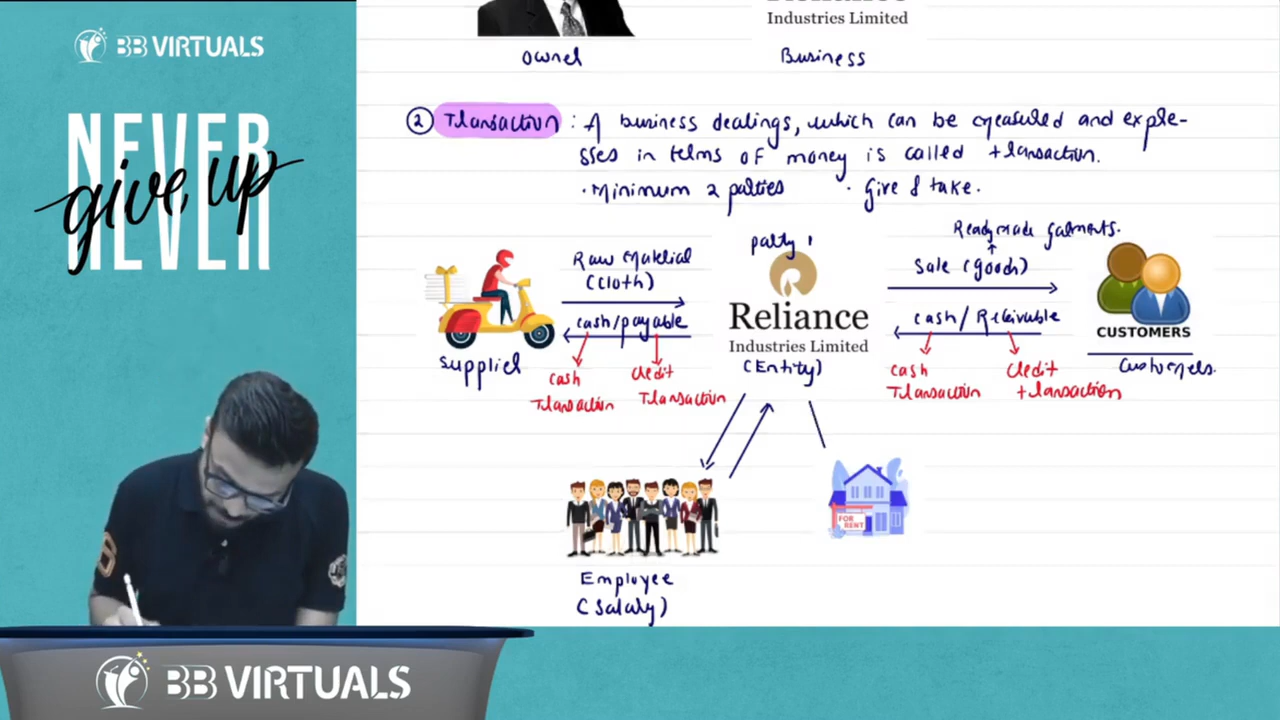 BB VIRTUALS
NEVER
give up
NEVER
Industries Limited
Owner
Business
② Transaction : A business dealings, which can be measured and expre-
sses in terms of money is called transaction.
· Minimum 2 parties · Give & take.
Readymade garments.
party 1
Raw material
(cloth)
Sale (goods)
cash/payable
Reliance
Industries Limited
(Entity)
cash/Receivable
CUSTOMERS
Customers.
Supplier
cash
Transaction
credit
Transaction
cash
Transaction
credit
transaction
FOR
RENT
Employee
(Salary)
BB VIRTUALS